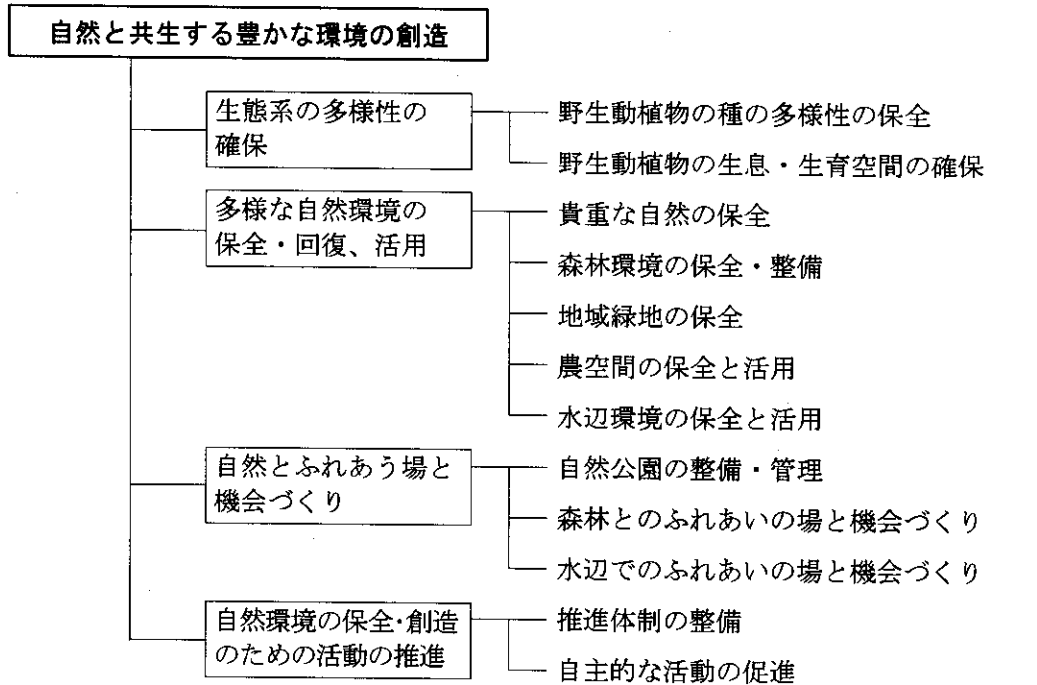 自然と共生する豊かな環境の創造
生態系の多様性の
確保
野生動植物の種の多様性の保全
野生動植物の生息・生育空間の確保
多様な自然環境の
保全・回復、活用
貴重な自然の保全
森林環境の保全・整備
地域緑地の保全
農空間の保全と活用
水辺環境の保全と活用
自然とふれあう場と
機会づくり
自然公園の整備・管理
森林とのふれあいの場と機会づくり
水辺でのふれあいの場と機会づくり
自然環境の保全・創造
のための活動の推進
推進体制の整備
自主的な活動の促進